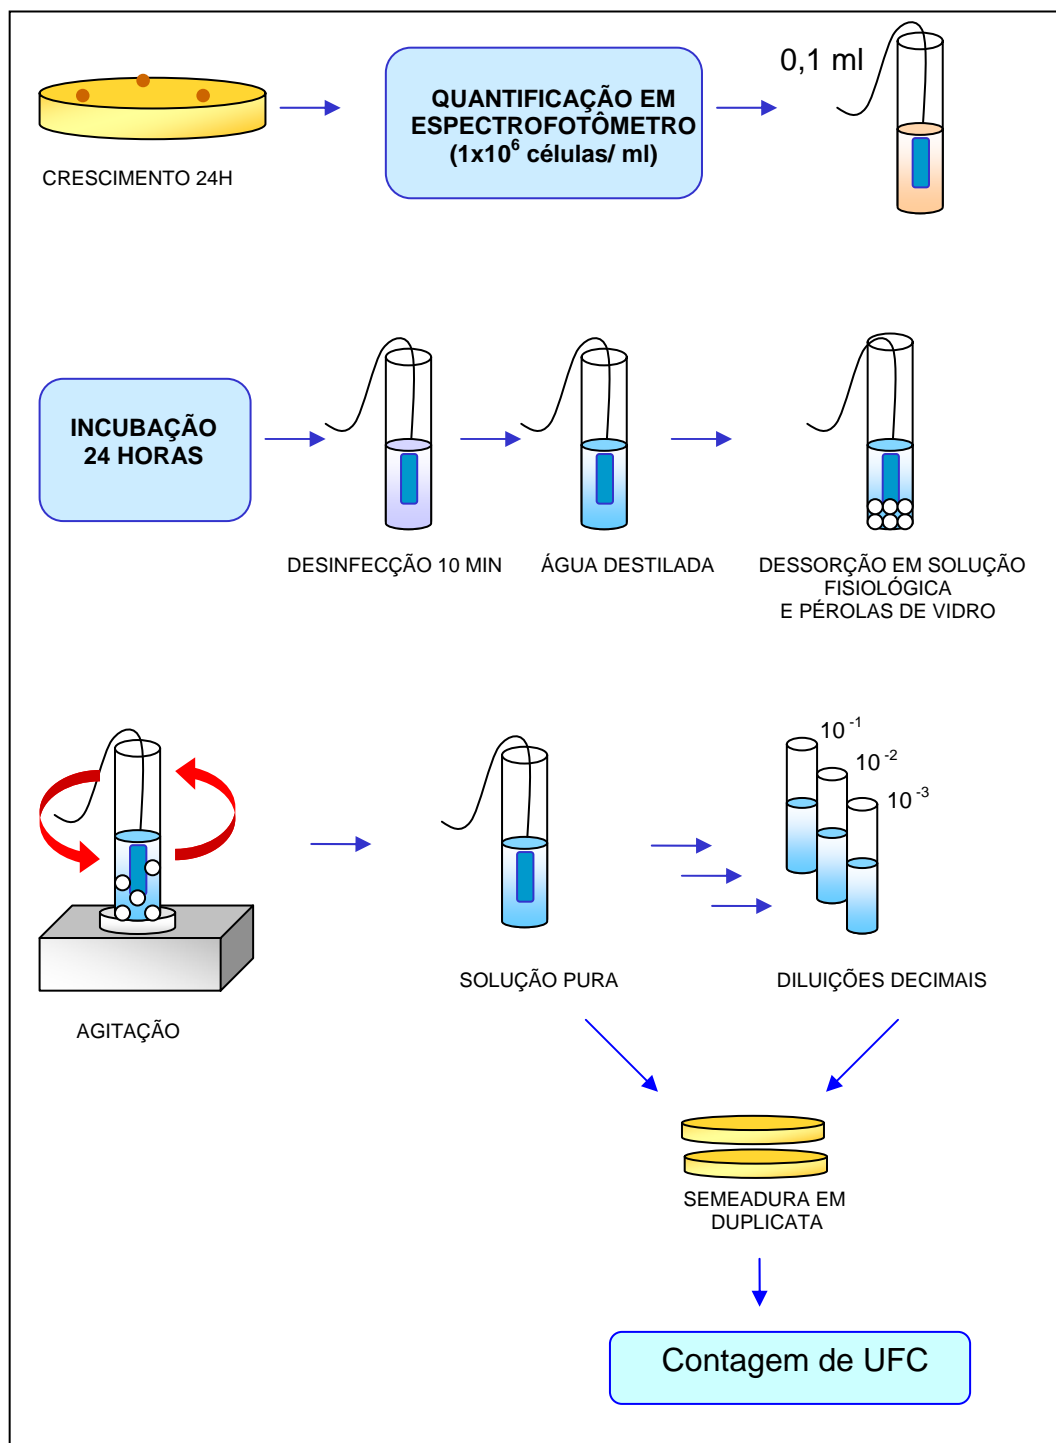 0,1 ml
QUANTIFICAÇÃO EM
ESPECTROFOTÔMETRO
(1x10⁶ células/ ml)
CRESCIMENTO 24H
INCUBAÇÃO
24 HORAS
DESINFECÇÃO 10 MIN
ÁGUA DESTILADA
DESSORÇÃO EM SOLUÇÃO
FISIOLÓGICA
E PÉROLAS DE VIDRO
10⁻¹
10⁻²
10⁻³
AGITAÇÃO
SOLUÇÃO PURA
DILUIÇÕES DECIMAIS
SEMEADURA EM
DUPLICATA
Contagem de UFC